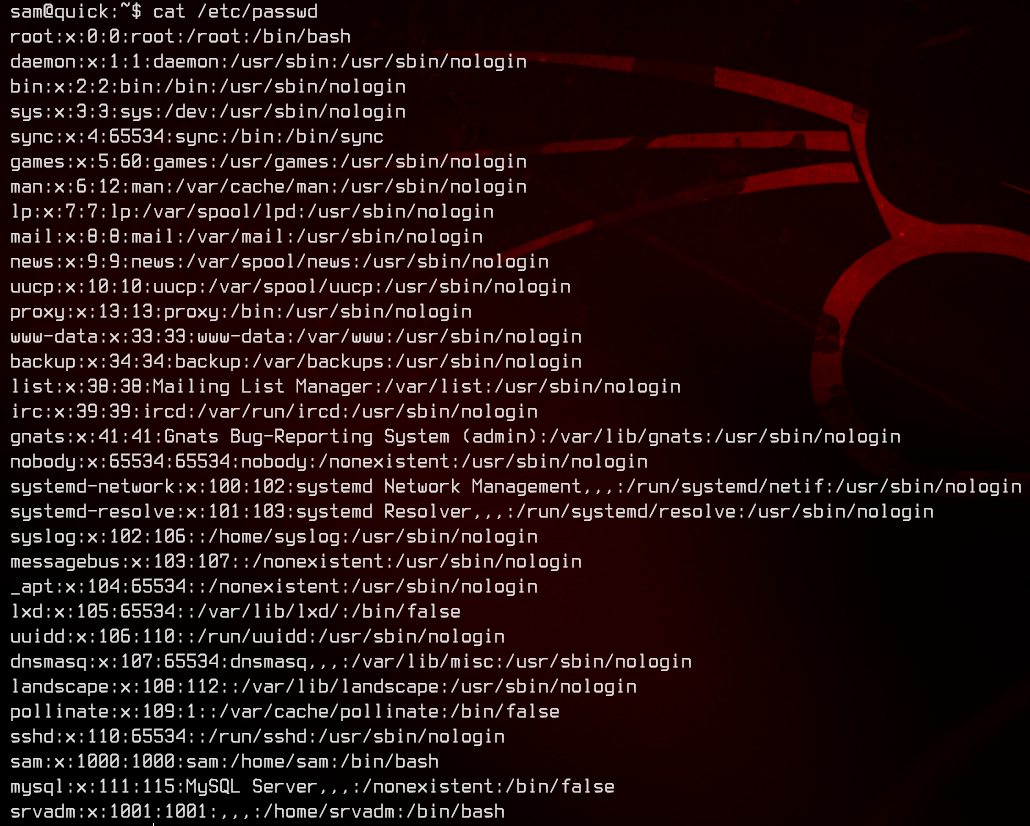 sam@quick:~$ cat /etc/passwd
root:x:0:0:root:/root:/bin/bash
daemon:x:1:1:daemon:/usr/sbin:/usr/sbin/nologin
bin:x:2:2:bin:/bin:/usr/sbin/nologin
sys:x:3:3:sys:/dev:/usr/sbin/nologin
sync:x:4:65534:sync:/bin:/bin/sync
games:x:5:60:games:/usr/games:/usr/sbin/nologin
man:x:6:12:man:/var/cache/man:/usr/sbin/nologin
lp:x:7:7:lp:/var/spool/lpd:/usr/sbin/nologin
mail:x:8:8:mail:/var/mail:/usr/sbin/nologin
news:x:9:9:news:/var/spool/news:/usr/sbin/nologin
uucp:x:10:10:uucp:/var/spool/uucp:/usr/sbin/nologin
proxy:x:13:13:proxy:/bin:/usr/sbin/nologin
www-data:x:33:33:www-data:/var/www:/usr/sbin/nologin
backup:x:34:34:backup:/var/backups:/usr/sbin/nologin
list:x:38:38:Mailing List Manager:/var/list:/usr/sbin/nologin
irc:x:39:39:ircd:/var/run/ircd:/usr/sbin/nologin
gnats:x:41:41:Gnats Bug-Reporting System (admin):/var/lib/gnats:/usr/sbin/nologin
nobody:x:65534:65534:nobody:/nonexistent:/usr/sbin/nologin
systemd-network:x:100:102:systemd Network Management,,,:/run/systemd/netif:/usr/sbin/nologin
systemd-resolve:x:101:103:systemd Resolver,,,:/run/systemd/resolve:/usr/sbin/nologin
syslog:x:102:106::/home/syslog:/usr/sbin/nologin
messagebus:x:103:107::/nonexistent:/usr/sbin/nologin
_apt:x:104:65534::/nonexistent:/usr/sbin/nologin
lxd:x:105:65534::/var/lib/lxd/:/bin/false
uuidd:x:106:110::/run/uuidd:/usr/sbin/nologin
dnsmasq:x:107:65534:dnsmasq,,,:/var/lib/misc:/usr/sbin/nologin
landscape:x:108:112::/var/lib/landscape:/usr/sbin/nologin
pollinate:x:109:1::/var/cache/pollinate:/bin/false
sshd:x:110:65534::/run/sshd:/usr/sbin/nologin
sam:x:1000:1000:sam:/home/sam:/bin/bash
mysql:x:111:115:MySQL Server,,,:/nonexistent:/bin/false
srvadm:x:1001:1001:,,,:/home/srvadm:/bin/bash